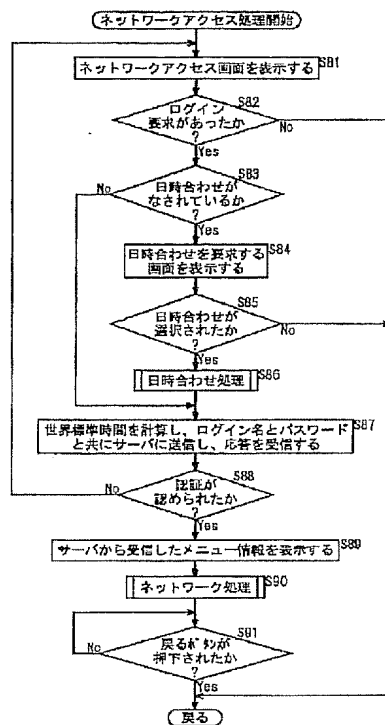 ネットワークアクセス処理開始
ネットワークアクセス画面を表示する
S81
ログイン
要求があったか
?
S82
No
Yes
日時合わせが
なされているか
?
S83
No
Yes
日時合わせを要求する
画面を表示する
S84
日時合わせが
選択されたか
?
S85
No
Yes
日時合わせ処理
S86
世界標準時間を計算し、ログイン名とパスワード
と共にサーバに送信し、応答を受信する
S87
認証が
認められたか
?
S88
No
Yes
サーバから受信したメニュー情報を表示する
S89
ネットワーク処理
S90
戻るボタンが
押下されたか
?
S91
No
Yes
戻る